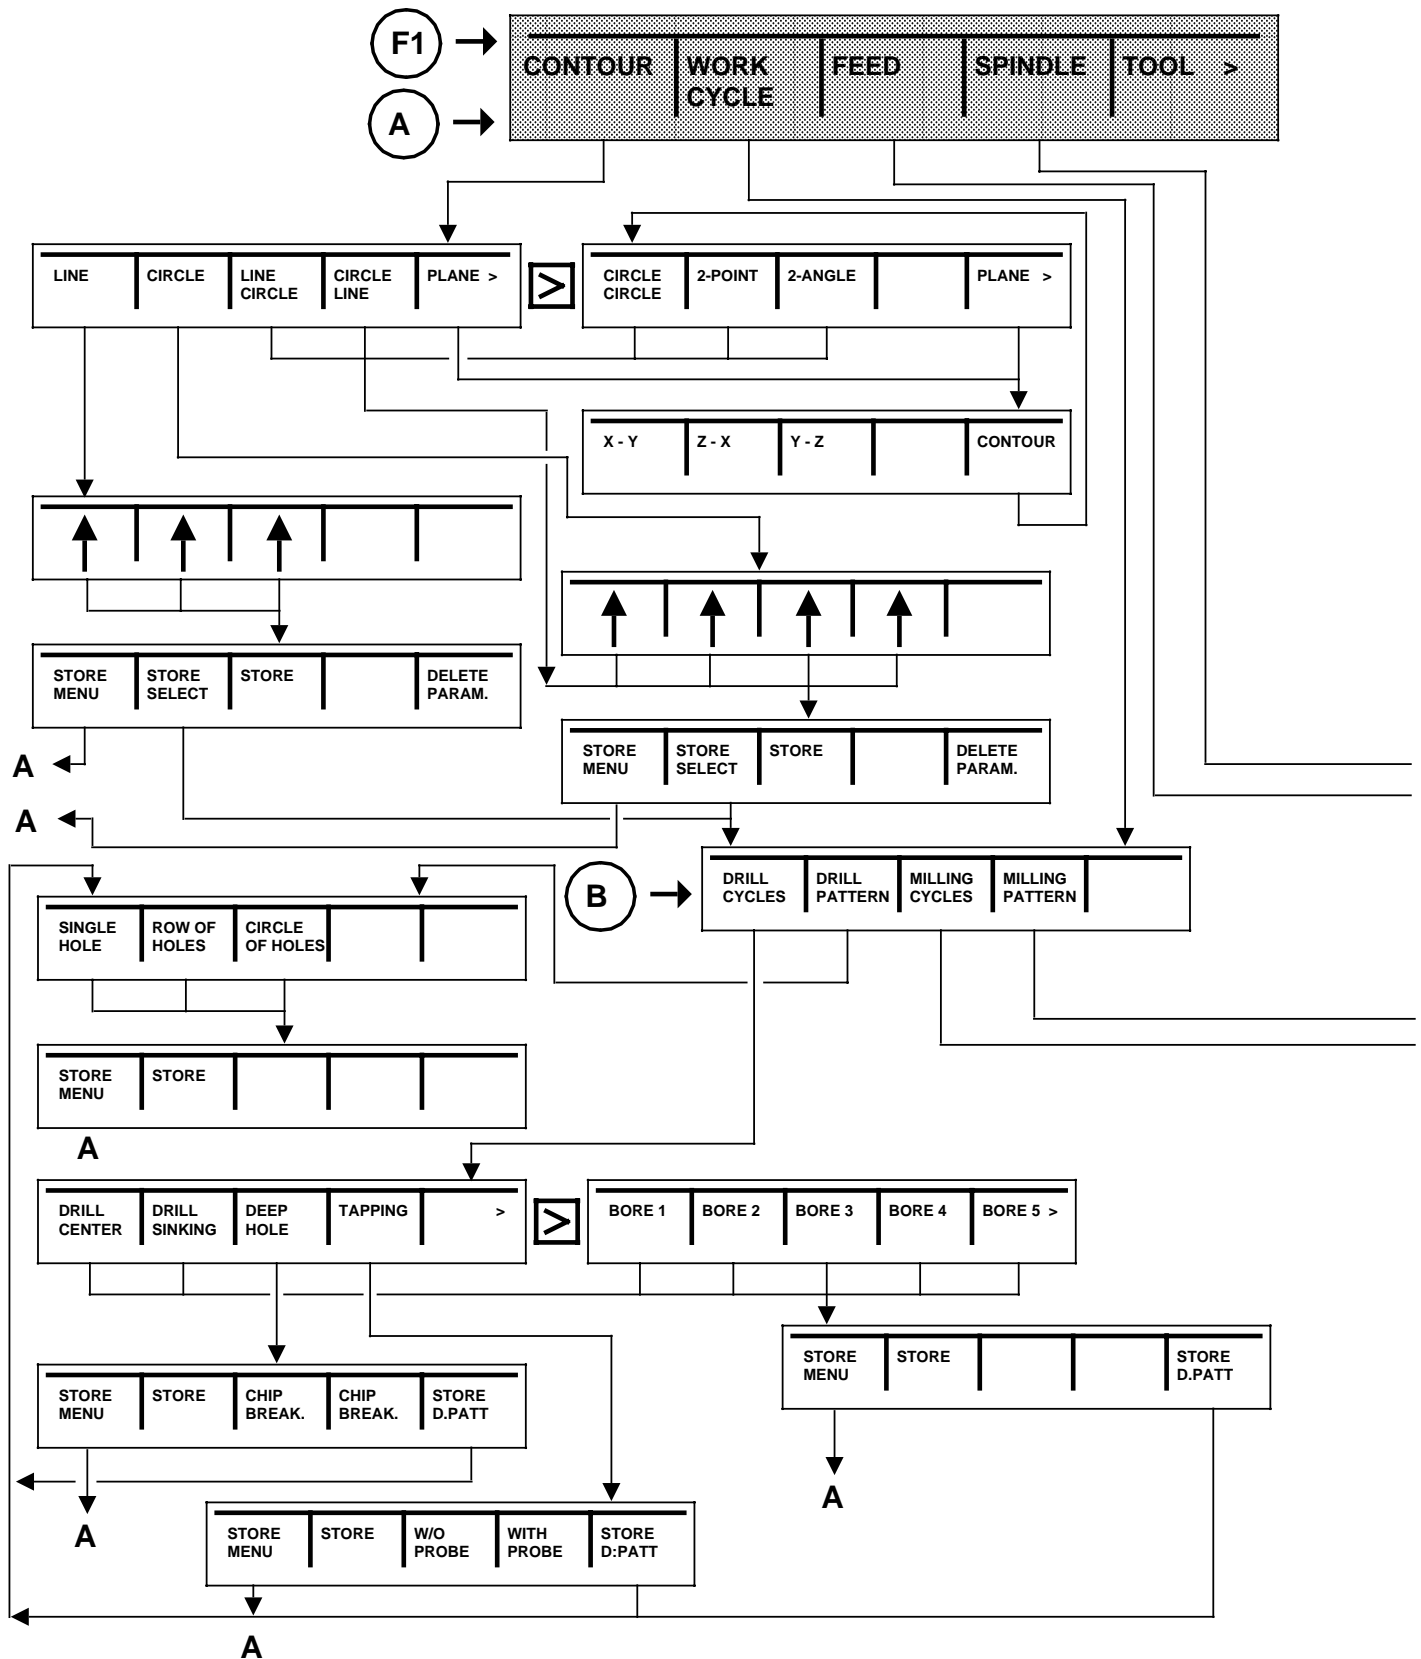 F1
CONTOUR WORK FEED SPINDLE TOOL >
CYCLE
A
LINE CIRCLE LINE CIRCLE PLANE >
CIRCLE LINE
>
CIRCLE 2-POINT 2-ANGLE PLANE >
CIRCLE
X - Y Z - X Y - Z CONTOUR
STORE STORE STORE DELETE
MENU SELECT PARAM.
A
STORE STORE STORE DELETE
MENU SELECT PARAM.
A
B
DRILL DRILL MILLING MILLING
CYCLES PATTERN CYCLES PATTERN
SINGLE ROW OF CIRCLE
HOLE HOLES OF HOLES
STORE STORE
MENU
A
DRILL DRILL DEEP TAPPING >
CENTER SINKING HOLE
>
BORE 1 BORE 2 BORE 3 BORE 4 BORE 5 >
STORE STORE STORE
MENU D.PATT
A
STORE STORE CHIP CHIP STORE
MENU BREAK. BREAK. D.PATT
A
STORE STORE W/O WITH STORE
MENU PROBE PROBE D:PATT
A